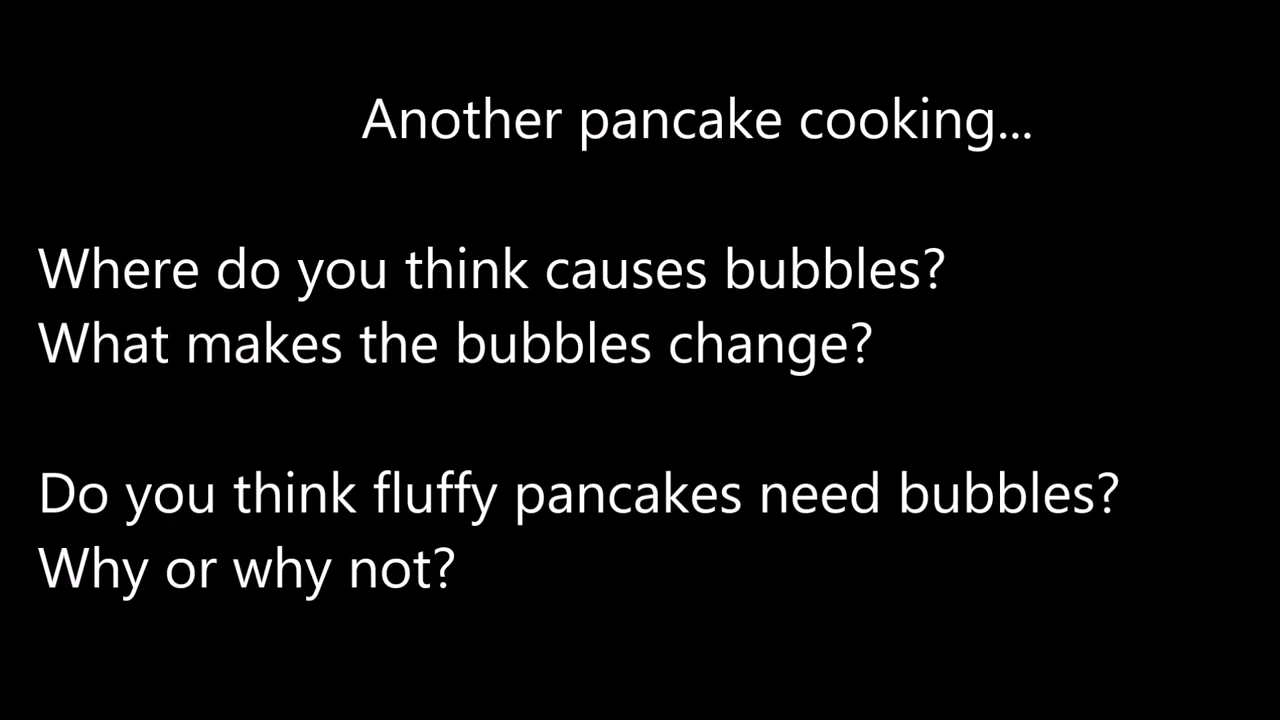 Another pancake cooking...
Where do you think causes bubbles?
What makes the bubbles change?
Do you think fluffy pancakes need bubbles?
Why or why not?